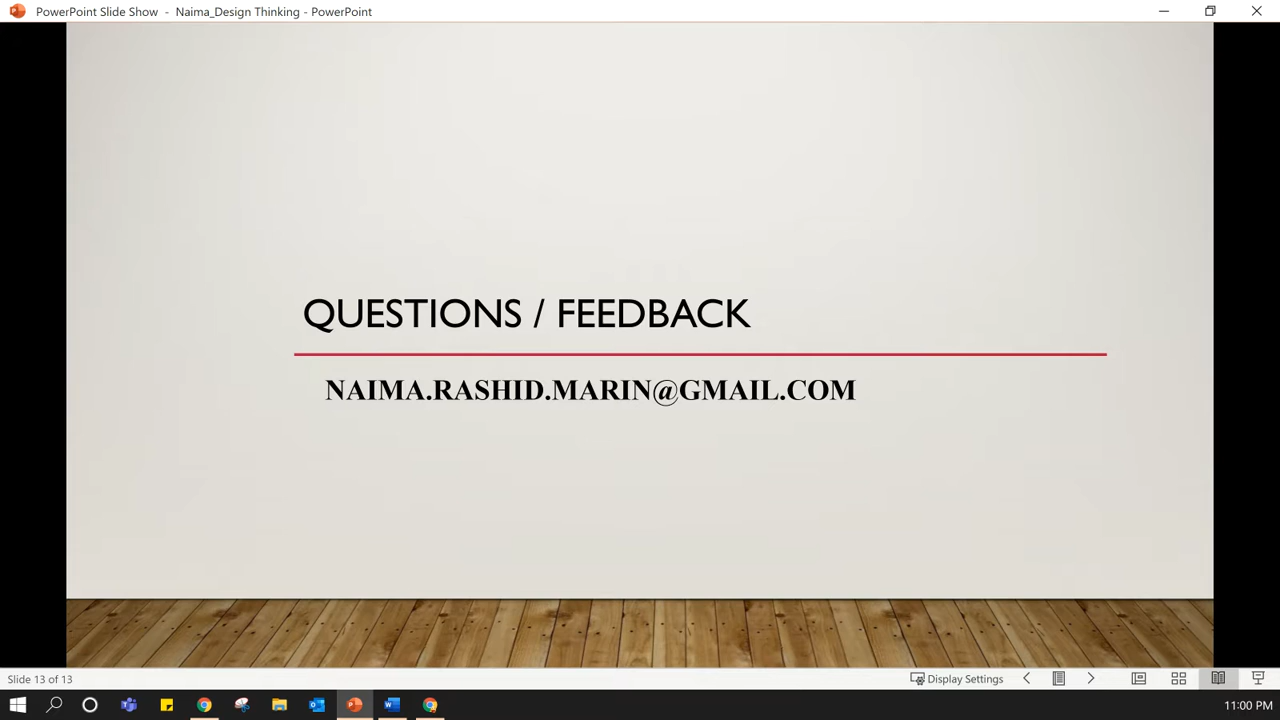 PowerPoint Slide Show - Naima_Design Thinking - PowerPoint
QUESTIONS / FEEDBACK
NAIMA.RASHID.MARIN@GMAIL.COM
Slide 13 of 13
Display Settings
11:00 PM